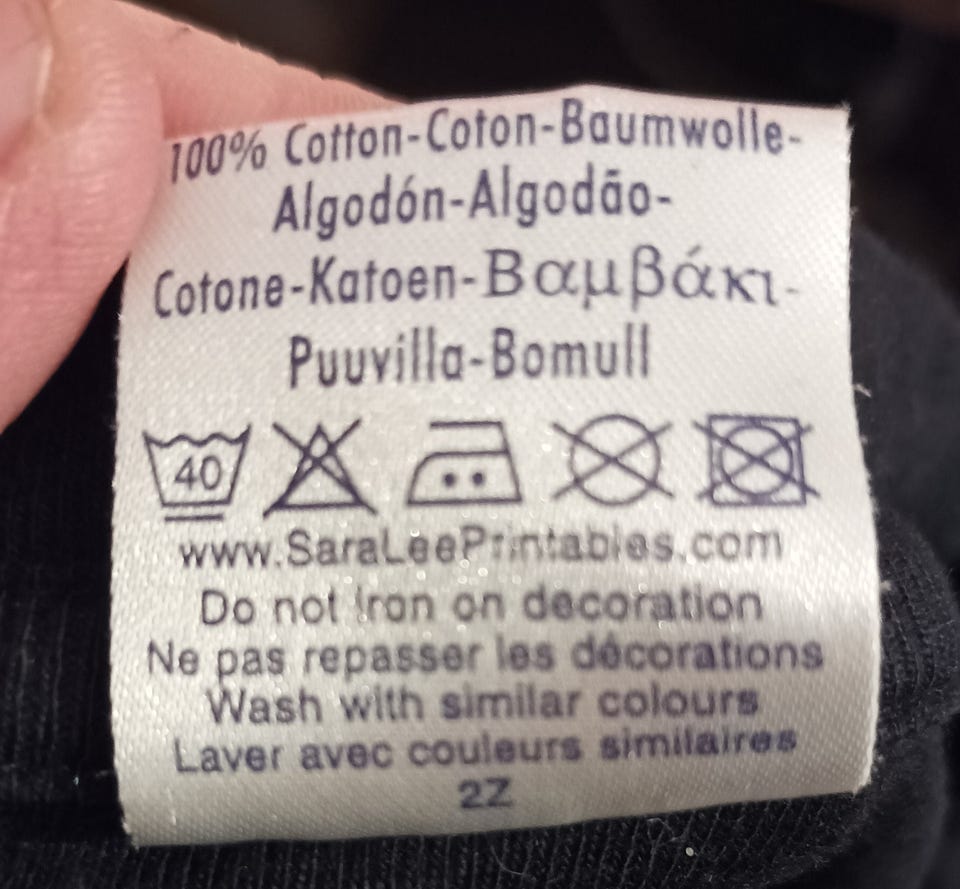 100% Cotton-Coton-Baumwolle-
Algodón-Algodão-
Cotone-Katoen-Βαμβάκι-
Puuvilla-Bomull
40
www.SaraLeePrintables.com
Do not iron on decoration
Ne pas repasser les décorations
Wash with similar colours
Laver avec couleurs similaires
2Z